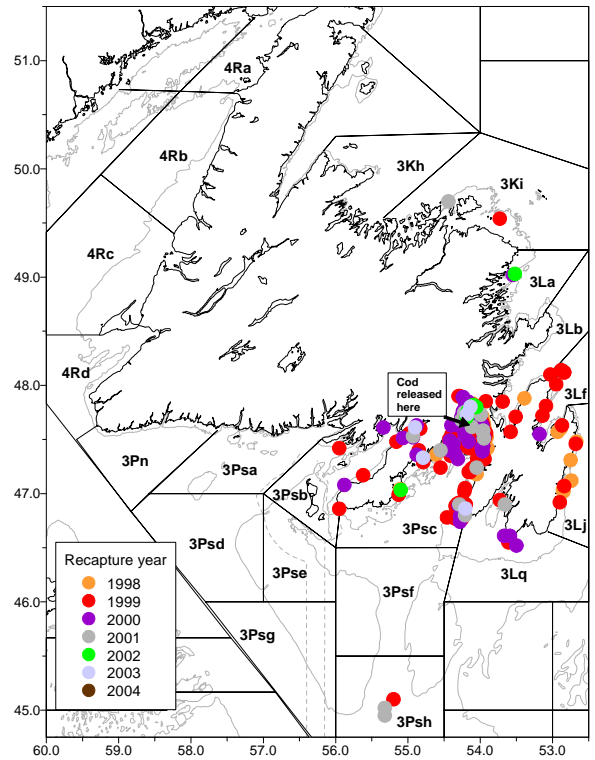 51.0
50.0
49.0
48.0
47.0
46.0
45.0
4Ra
4Rb
3Kh
3Ki
4Rc
3La
3Lb
4Rd
Cod
released
here
3Lf
3Pn
3Psa
3Psb
3Psc
3Lj
3Psd
3Pse
3Psf
3Lq
3Psg
3Psh
Recapture year
1998
1999
2000
2001
2002
2003
2004
60.0 59.0 58.0 57.0 56.0 55.0 54.0 53.0